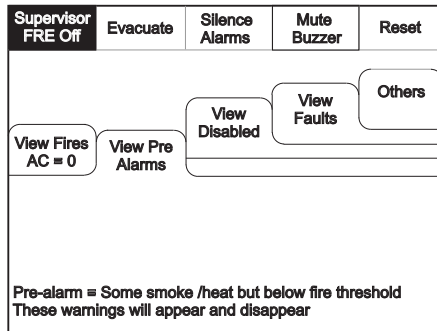 Supervisor
FRE Off
Evacuate
Silence
Alarms
Mute
Buzzer
Reset
View Fires
AC = 0
View Pre
Alarms
View
Disabled
View
Faults
Others
Pre-alarm = Some smoke /heat but below fire threshold
These warnings will appear and disappear